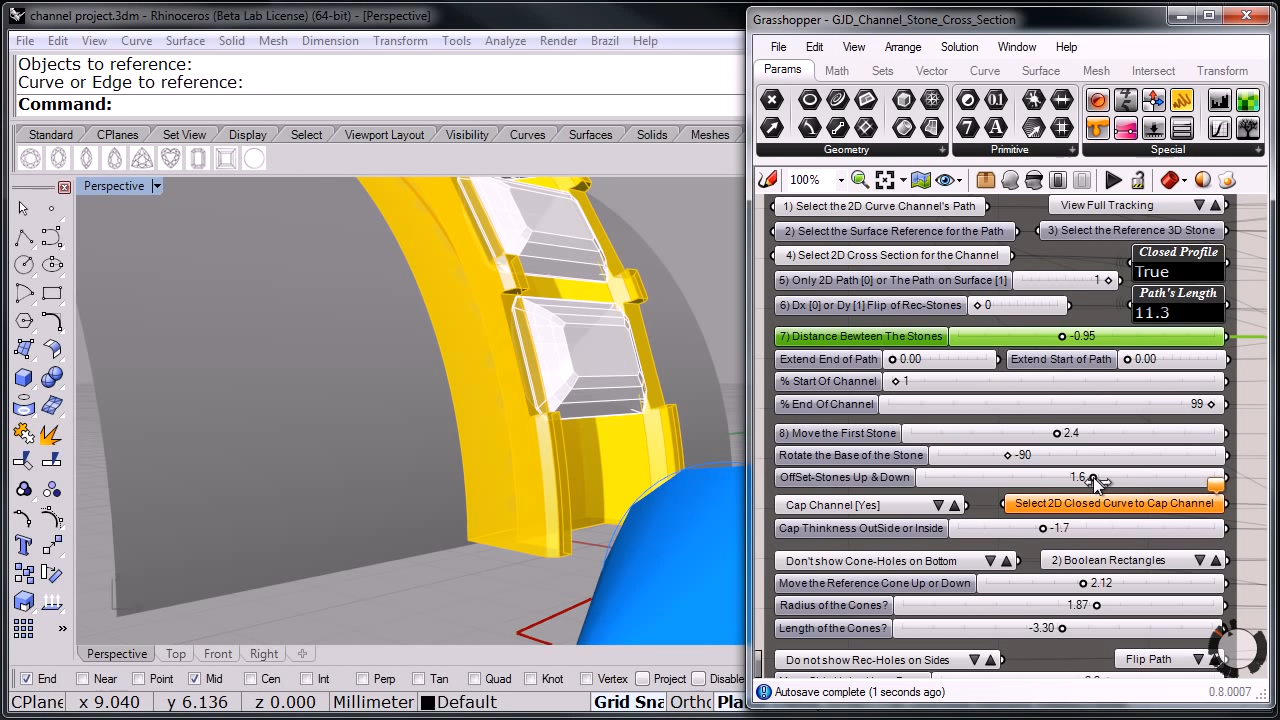 channel project.3dm - Rhinoceros (Beta Lab License) (64-bit) - [Perspective]
File Edit View Curve Surface Solid Mesh Dimension Transform Tools Analyze Render Brazil Help
Objects to reference:
Curve or Edge to reference:
Command:
Standard CPlanes Set View Display Select Viewport Layout Visibility Curves Surfaces Solids Meshes
Perspective
Perspective Top Front Right
End Near Point Mid Cen Int Perp Tan Quad Knot Vertex Project Disable
CPlane x 9.040 y 6.136 z 0.000 Millimeter Default Grid Sna Ortho Pla
Grasshopper - GJD_Channel_Stone_Cross_Section
File Edit View Arrange Solution Window Help
Params Math Sets Vector Curve Surface Mesh Intersect Transform
Geometry Primitive Special
100%
1) Select the 2D Curve Channel's Path View Full Tracking
2) Select the Surface Reference for the Path 3) Select the Reference 3D Stone
4) Select 2D Cross Section for the Channel Closed Profile
True
5) Only 2D Path [0] or The Path on Surface [1] 1 Path's Length
6) Dx [0] or Dy [1] Flip of Rec-Stones 0 11.3
7) Distance Bewteen The Stones -0.95
Extend End of Path 0.00 Extend Start of Path 0.00
% Start Of Channel 1
% End Of Channel 99
8) Move the First Stone 2.4
Rotate the Base of the Stone -90
OffSet-Stones Up & Down 1.6
Cap Channel [Yes] Select 2D Closed Curve to Cap Channel
Cap Thinkness OutSide or Inside -1.7
Don't show Cone-Holes on Bottom 2) Boolean Rectangles
Move the Reference Cone Up or Down 2.12
Radius of the Cones? 1.87
Length of the Cones? -3.30
Do not show Rec-Holes on Sides Flip Path
Autosave complete (1 seconds ago) 0.8.0007